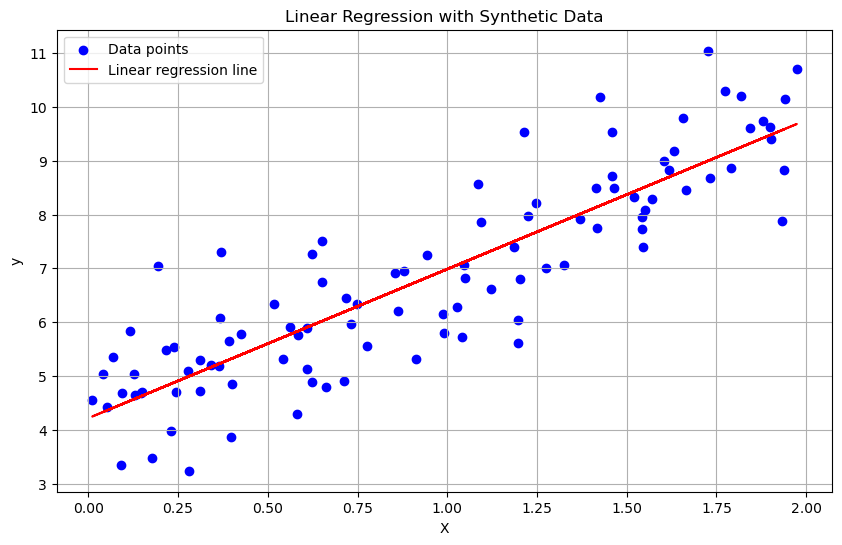 Linear Regression with Synthetic Data
Data points
Linear regression line
11
10
9
8
7
6
5
4
3
y
0.00 0.25 0.50 0.75 1.00 1.25 1.50 1.75 2.00
X